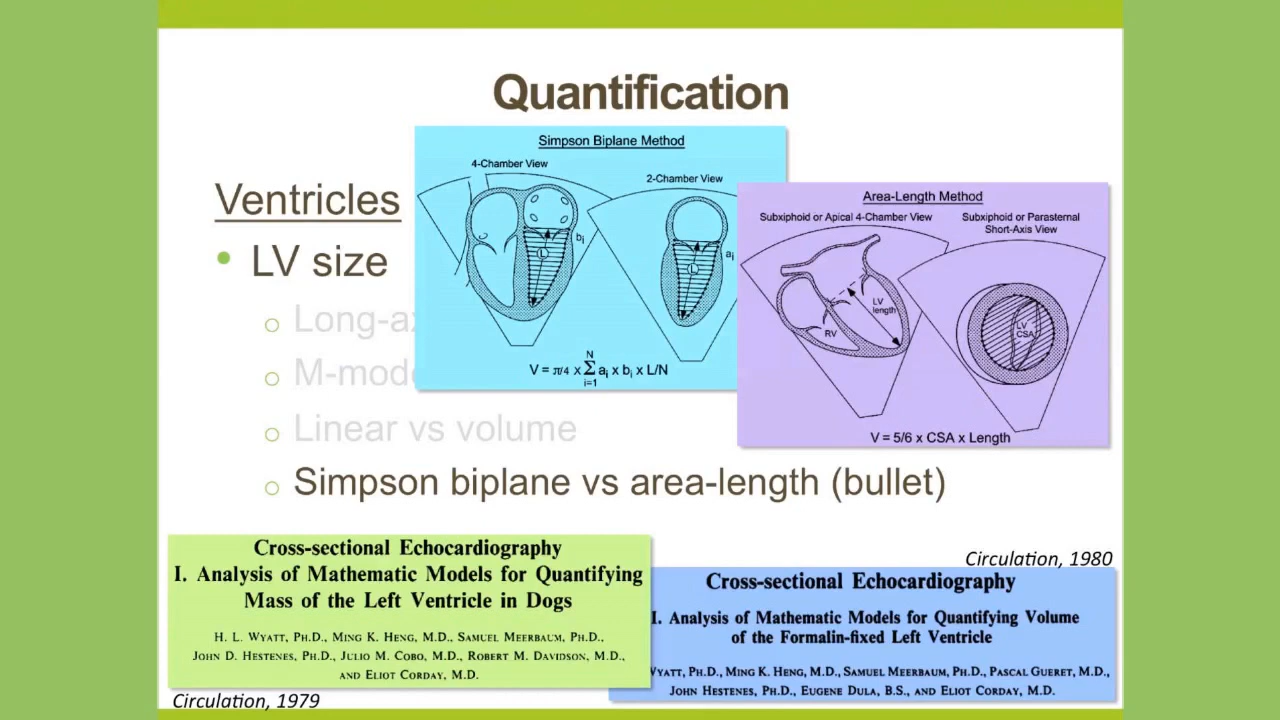 Quantification
Ventricles
• LV size
o Long-ax
o M-mode
o Linear vs volume
o Simpson biplane vs area-length (bullet)
Simpson Biplane Method
4-Chamber View
2-Chamber View
bᵢ
aᵢ
L
L
V = π/4 x Σ aᵢ x bᵢ x L/N
N
i=1
Area-Length Method
Subxiphoid or Apical 4-Chamber View
Subxiphoid or Parasternal
Short-Axis View
LV
length
RV
LV
CSA
V = 5/6 x CSA x Length
Cross-sectional Echocardiography
I. Analysis of Mathematic Models for Quantifying
Mass of the Left Ventricle in Dogs
H. L. Wyatt, Ph.D., Ming K. Heng, M.D., Samuel Meerbaum, Ph.D.,
John D. Hestenes, Ph.D., Julio M. Cobo, M.D., Robert M. Davidson, M.D.,
and Eliot Corday, M.D.
Circulation, 1979
Circulation, 1980
Cross-sectional Echocardiography
I. Analysis of Mathematic Models for Quantifying Volume
of the Formalin-fixed Left Ventricle
Wyatt, Ph.D., Ming K. Heng, M.D., Samuel Meerbaum, Ph.D., Pascal Gueret, M.D.,
John Hestenes, Ph.D., Eugene Dula, B.S., and Eliot Corday, M.D.